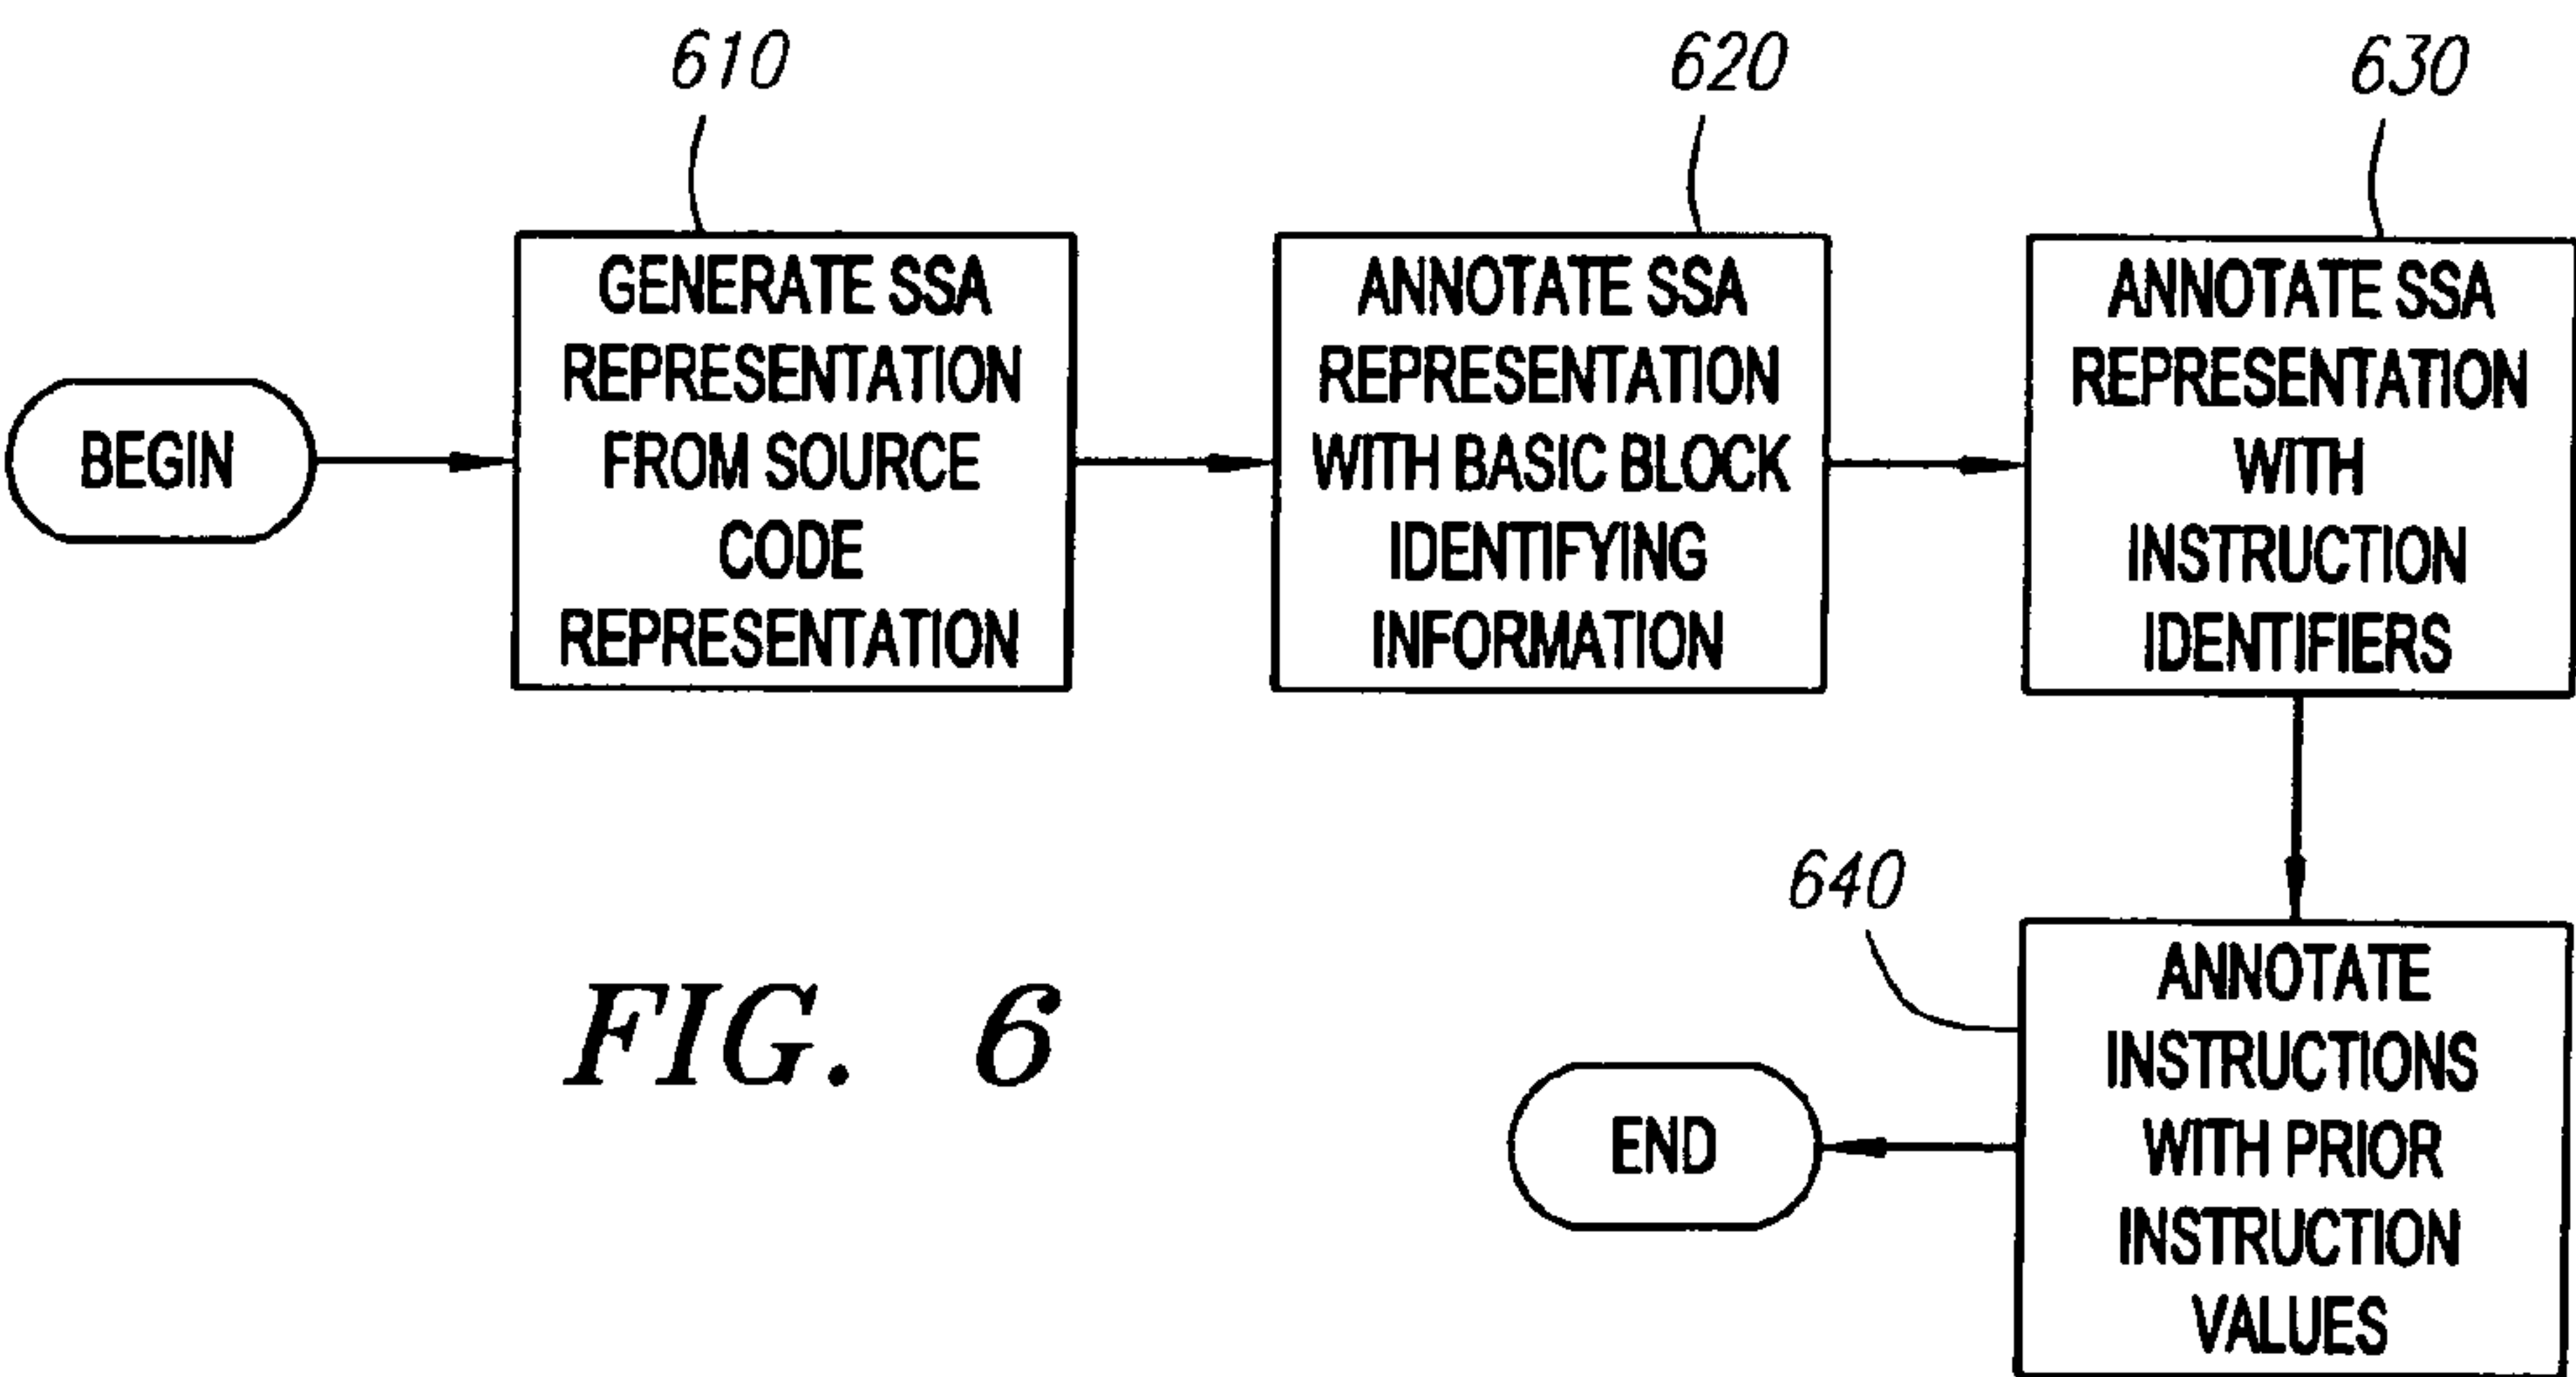 610
620
630
BEGIN
GENERATE SSA
REPRESENTATION
FROM SOURCE
CODE
REPRESENTATION
ANNOTATE SSA
REPRESENTATION
WITH BASIC BLOCK
IDENTIFYING
INFORMATION
ANNOTATE SSA
REPRESENTATION
WITH
INSTRUCTION
IDENTIFIERS
640
ANNOTATE
INSTRUCTIONS
WITH PRIOR
INSTRUCTION
VALUES
END
FIG. 6